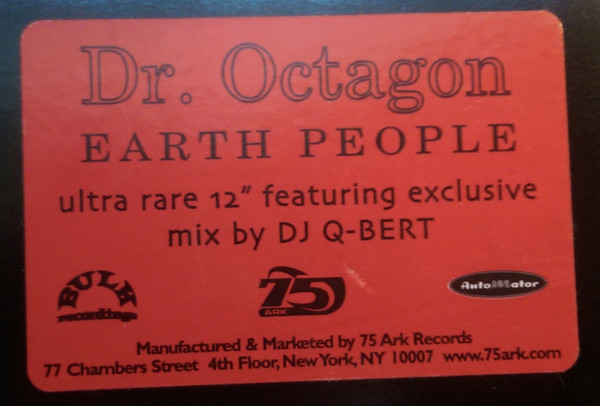 Dr. Octagon
EARTH PEOPLE
ultra rare 12" featuring exclusive
mix by DJ Q-BERT
BULK
recordings
75
ARK
AutoMator
Manufactured & Marketed by 75 Ark Records
77 Chambers Street 4th Floor, New York, NY 10007 www.75ark.com